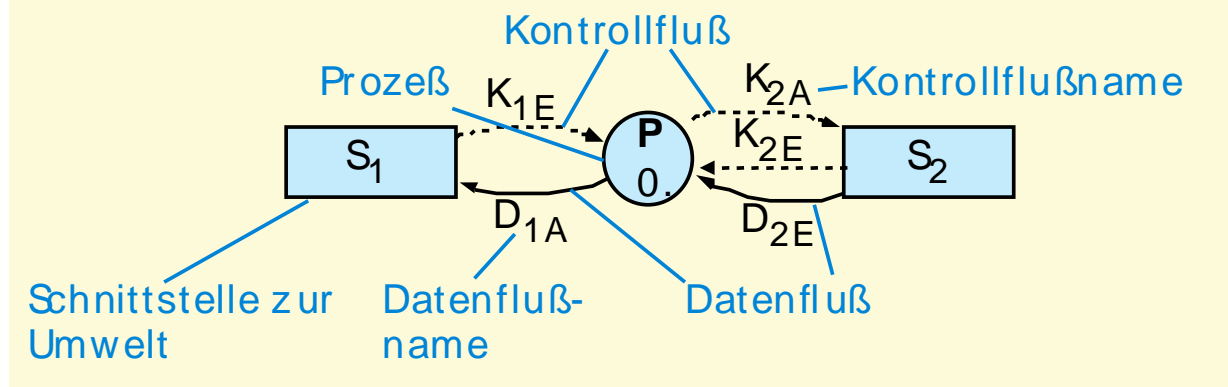 Kontrollfluß
Prozeß
K1E
K2A
Kontrollflußname
S1
P
0.
K2E
S2
D1A
D2E
Schnittstelle zur
Umwelt
Datenfluß-
name
Datenfluß